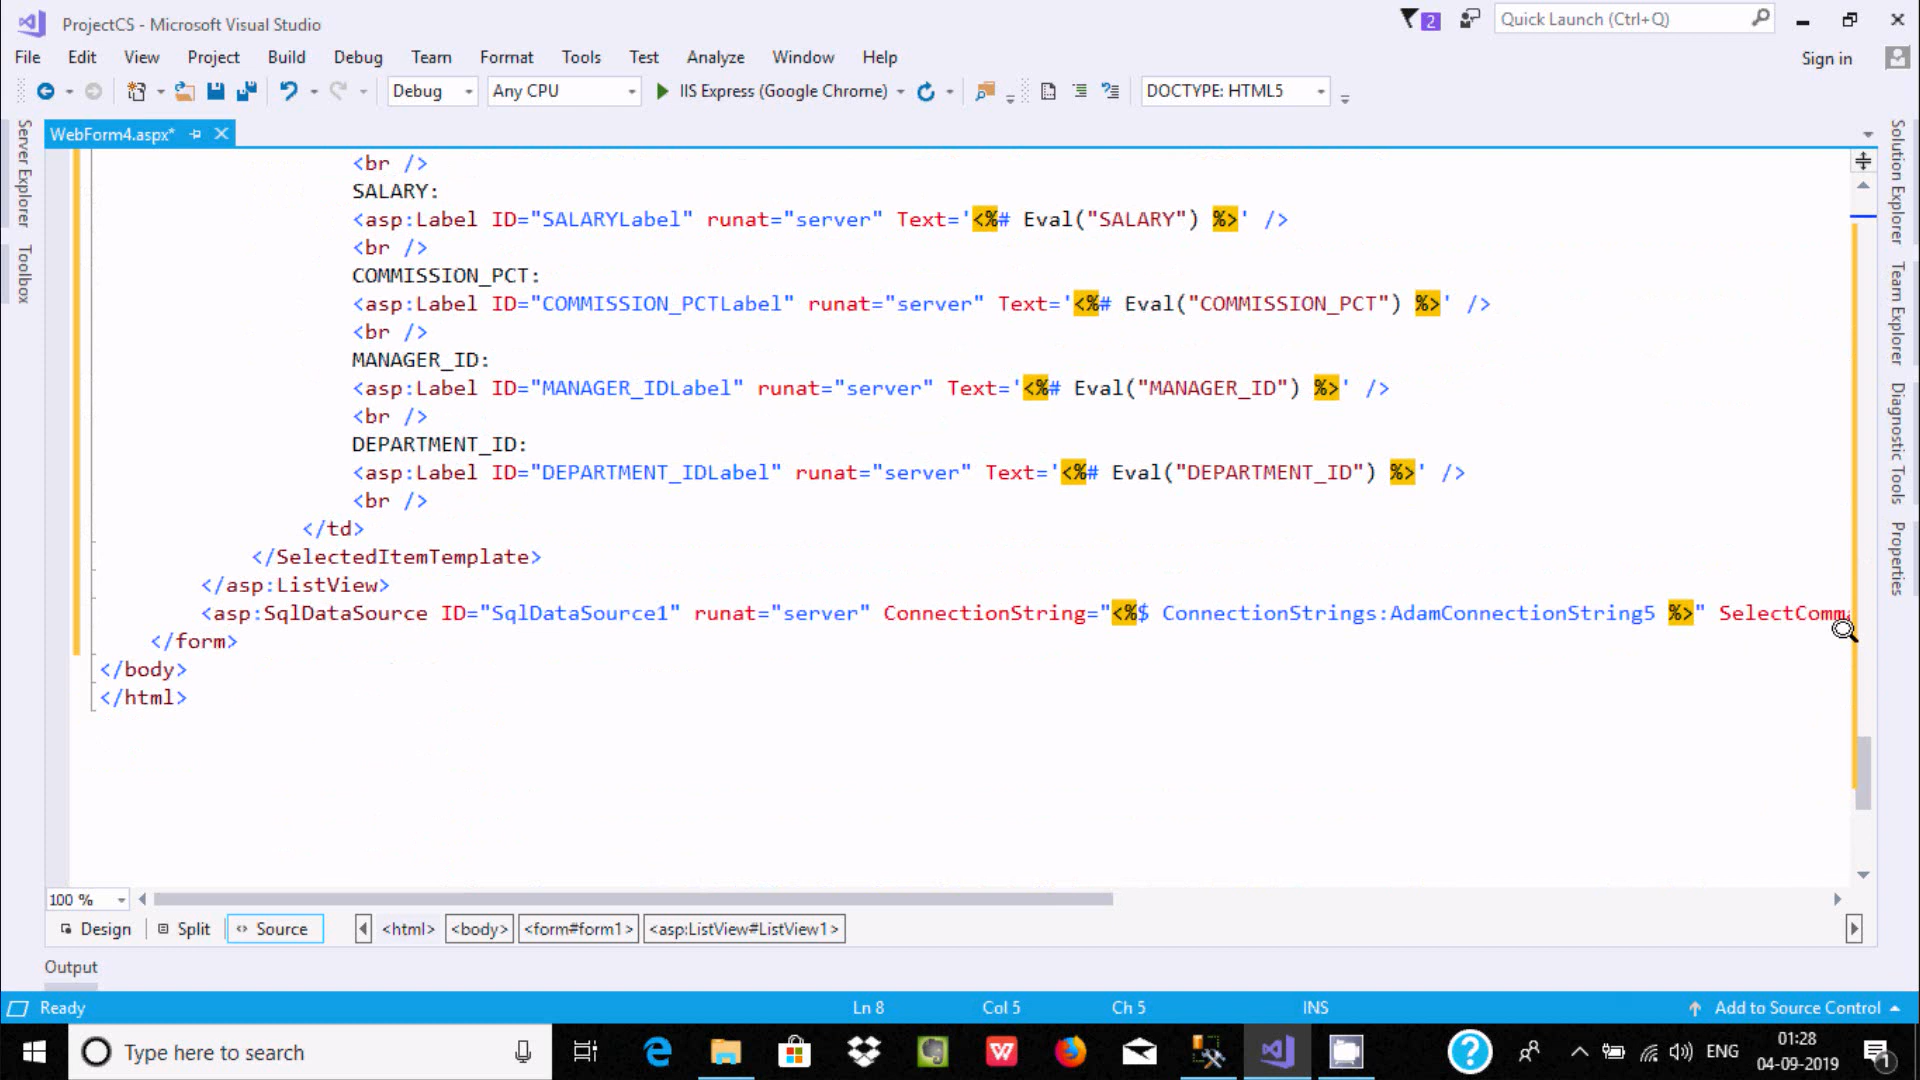 ProjectCS - Microsoft Visual Studio
2
Quick Launch (Ctrl+Q)
File Edit View Project Build Debug Team Format Tools Test Analyze Window Help
Sign in
Debug Any CPU IIS Express (Google Chrome) DOCTYPE: HTML5
WebForm4.aspx*
Server Explorer
Toolbox
<br />
SALARY:
<asp:Label ID="SALARYLabel" runat="server" Text='<%# Eval("SALARY") %>' />
<br />
COMMISSION_PCT:
<asp:Label ID="COMMISSION_PCTLabel" runat="server" Text='<%# Eval("COMMISSION_PCT") %>' />
<br />
MANAGER_ID:
<asp:Label ID="MANAGER_IDLabel" runat="server" Text='<%# Eval("MANAGER_ID") %>' />
<br />
DEPARTMENT_ID:
<asp:Label ID="DEPARTMENT_IDLabel" runat="server" Text='<%# Eval("DEPARTMENT_ID") %>' />
<br />
</td>
</SelectedItemTemplate>
</asp:ListView>
<asp:SqlDataSource ID="SqlDataSource1" runat="server" ConnectionString="<%$ ConnectionStrings:AdamConnectionString5 %>" SelectComm
</form>
</body>
</html>
Solution Explorer
Team Explorer
Diagnostic Tools
Properties
100 %
Design Split Source <html> <body> <form#form1> <asp:ListView#ListView1>
Output
Ready Ln 8 Col 5 Ch 5 INS Add to Source Control
Type here to search
ENG
01:28
04-09-2019
1